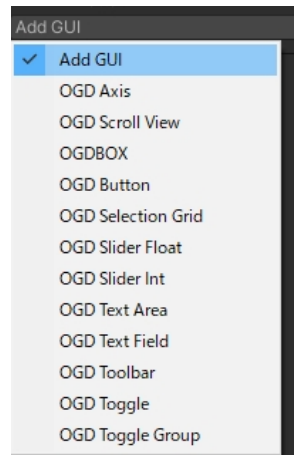 Add GUI
Add GUI
OGD Axis
OGD Scroll View
OGDBOX
OGD Button
OGD Selection Grid
OGD Slider Float
OGD Slider Int
OGD Text Area
OGD Text Field
OGD Toolbar
OGD Toggle
OGD Toggle Group